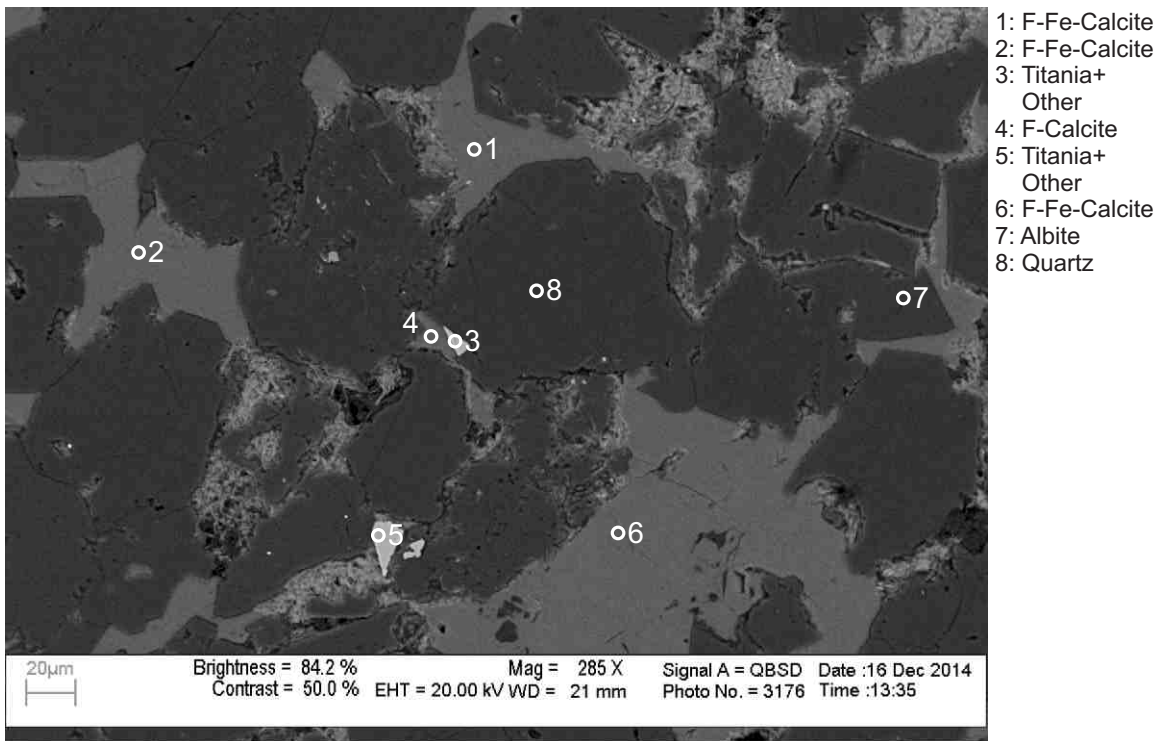 1: F-Fe-Calcite
2: F-Fe-Calcite
3: Titania+
Other
4: F-Calcite
5: Titania+
Other
6: F-Fe-Calcite
7: Albite
8: Quartz
1
2
8
7
4
3
5
6
20µm
Brightness = 84.2 %
Contrast = 50.0 %
EHT = 20.00 kV
Mag = 285 X
WD = 21 mm
Signal A = QBSD
Photo No. = 3176
Date :16 Dec 2014
Time :13:35